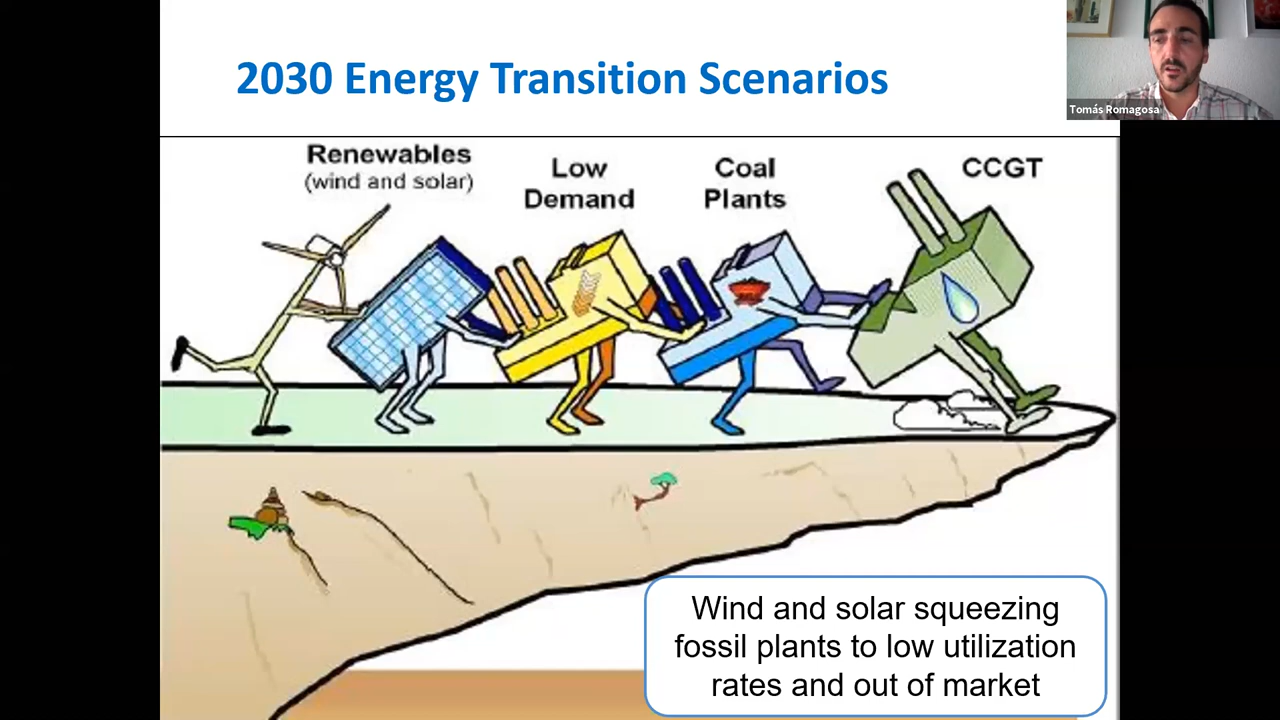 2030 Energy Transition Scenarios
Tomás Romagosa
Renewables
(wind and solar)
Low
Demand
Coal
Plants
CCGT
Wind and solar squeezing
fossil plants to low utilization
rates and out of market